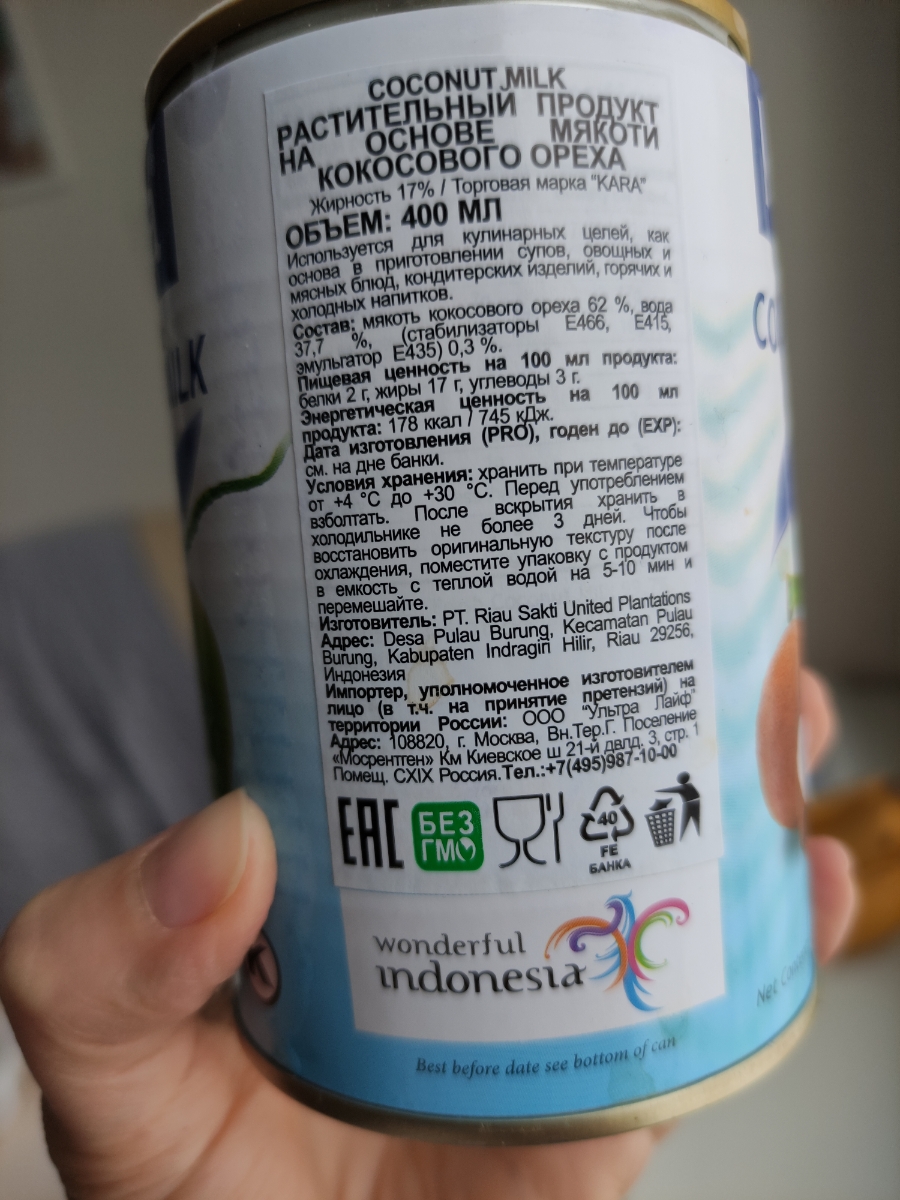 COCONUT MILK
РАСТИТЕЛЬНЫЙ ПРОДУКТ
НА ОСНОВЕ МЯКОТИ
КОКОСОВОГО ОРЕХА
Жирность 17% / Торговая марка "KARA"
ОБЪЕМ: 400 МЛ
Используется для кулинарных целей, как
основа в приготовлении супов, овощных и
мясных блюд, кондитерских изделий, горячих и
холодных напитков.
Состав: мякоть кокосового ореха 62 %, вода
37,7 %, (стабилизаторы Е466, Е415,
эмульгатор Е435) 0,3 %.
Пищевая ценность на 100 мл продукта:
белки 2 г, жиры 17 г, углеводы 3 г.
Энергетическая ценность на 100 мл
продукта: 178 ккал / 745 кДж.
Дата изготовления (PRO), годен до (EXP):
см. на дне банки.
Условия хранения: хранить при температуре
от +4 °C до +30 °C. Перед употреблением
взболтать. После вскрытия хранить в
холодильнике не более 3 дней. Чтобы
восстановить оригинальную текстуру после
охлаждения, поместите упаковку с продуктом
в емкость с теплой водой на 5-10 мин и
перемешайте.
Изготовитель: PT. Riau Sakti United Plantations
Адрес: Desa Pulau Burung, Kecamatan Pulau
Burung, Kabupaten Indragiri Hilir, Riau 29256,
Индонезия
Импортер, уполномоченное изготовителем
лицо (в т.ч. на принятие претензий) на
территории России: ООО "Ультра Лайф"
Адрес: 108820, г. Москва, Вн.Тер.Г. Поселение
«Мосрентген» Км Киевское ш 21-й двлд. 3, стр. 1
Помещ. CXIX Россия. Тел.:+7(495)987-10-00
EAC
БЕЗ
ГМО
40
FE
БАНКА
wonderful
indonesia
Best before date see bottom of can
ILK
CO
Net